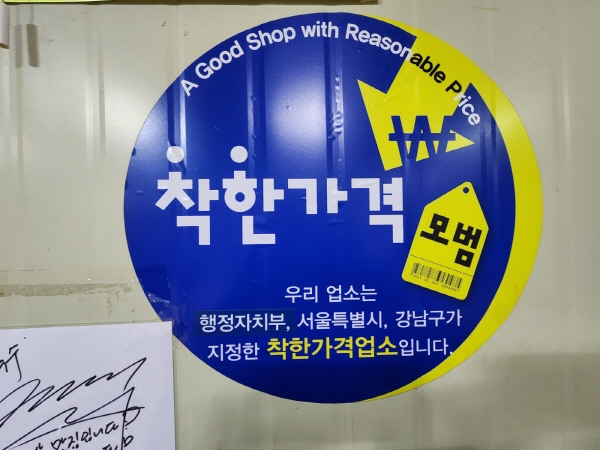 A Good Shop with Reasonable Price
₩
착한가격
모범
우리 업소는
행정자치부, 서울특별시, 강남구가
지정한 착한가격업소입니다.